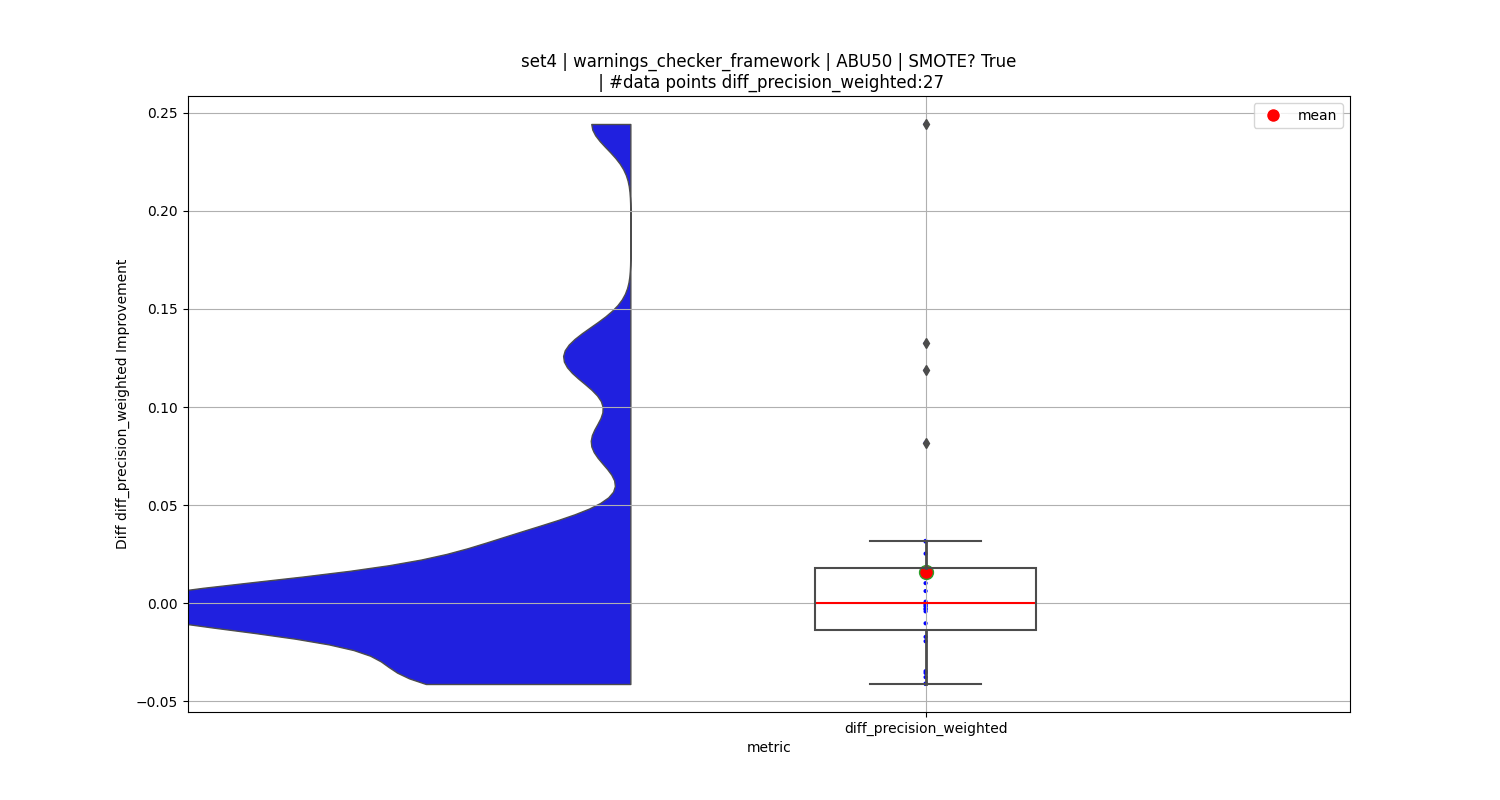 set4 | warnings_checker_framework | ABU50 | SMOTE? True
| #data points diff_precision_weighted:27
mean
0.25
0.20
0.15
0.10
0.05
0.00
−0.05
Diff diff_precision_weighted Improvement
diff_precision_weighted
metric